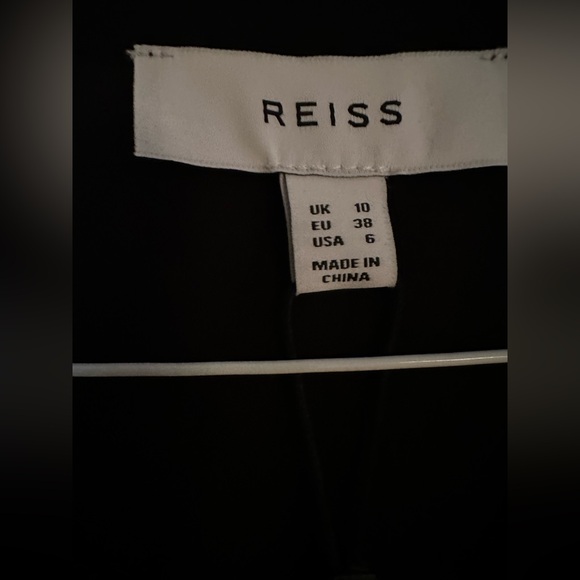 REISS
UK 10
EU 38
USA 6
MADE IN
CHINA